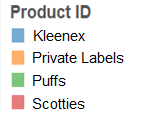 Product ID
Kleenex
Private Labels
Puffs
Scotties